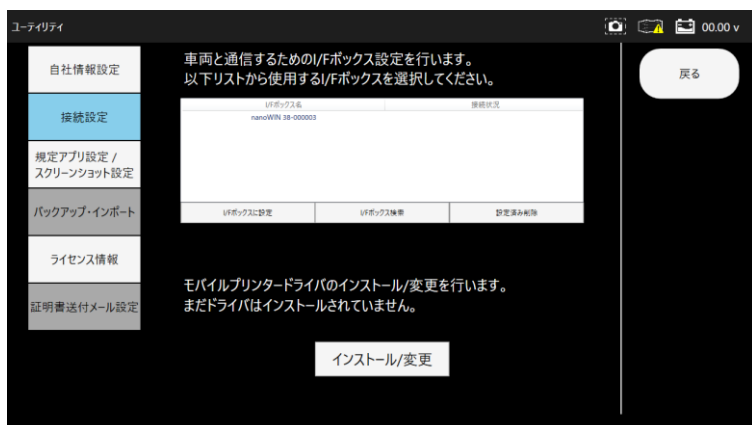 ユーティリティ
00.00 v
自社情報設定
接続設定
規定アプリ設定 /
スクリーンショット設定
バックアップ・インポート
ライセンス情報
証明書送付メール設定
車両と通信するためのI/Fボックス設定を行います。
以下リストから使用するI/Fボックスを選択してください。
I/Fボックス名 接続状況
nanoWIN 38-000003
I/Fボックスに設定 I/Fボックス検索 設定済み削除
モバイルプリンタードライバのインストール/変更を行います。
まだドライバはインストールされていません。
インストール/変更
戻る